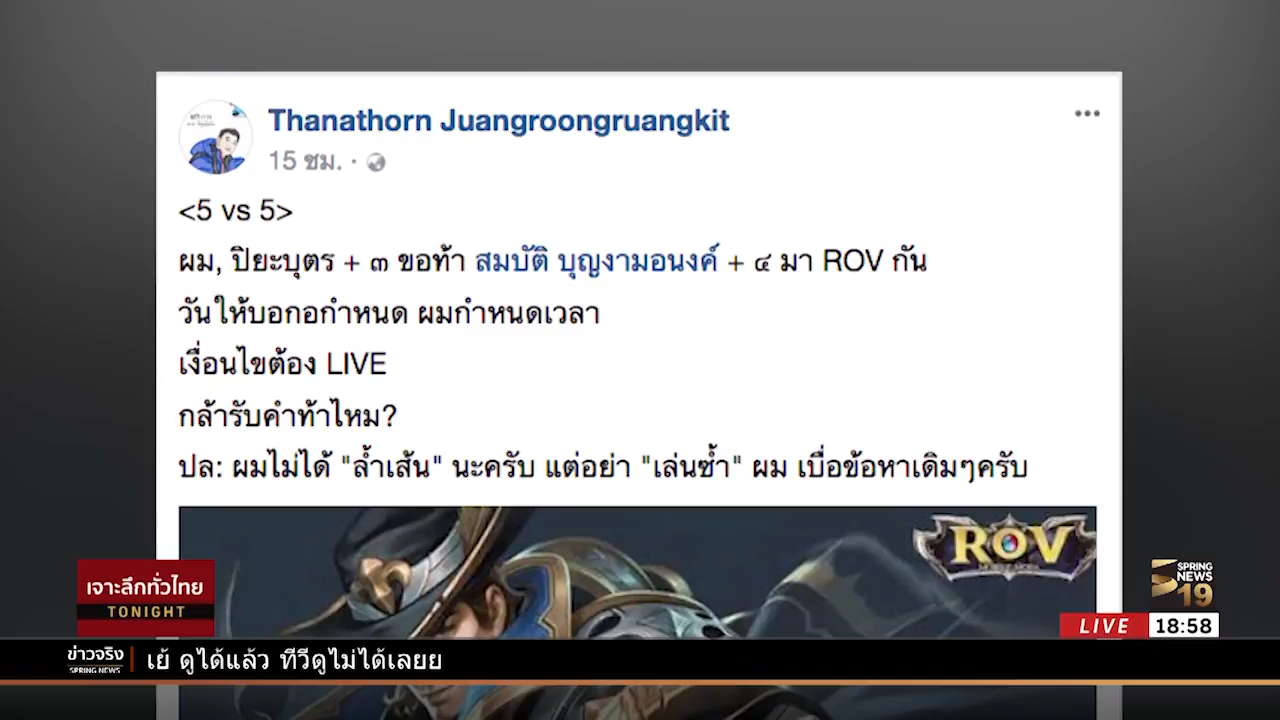 Thanathorn Juangroongruangkit
15 ชม. ·
<5 vs 5>
ผม, ปิยะบุตร + ๓ ขอท้า สมบัติ บุญงามอนงค์ + ๔ มา ROV กัน
วันให้บอกอกำหนด ผมกำหนดเวลา
เงื่อนไขต้อง LIVE
กล้ารับคำท้าไหม?
ปล: ผมไม่ได้ "ล้ำเส้น" นะครับ แต่อย่า "เล่นซ้ำ" ผม เบื่อข้อหาเดิมๆครับ
ROV
เจาะลึกทั่วไทย
TONIGHT
SPRING
NEWS
19
LIVE 18:58
ข่าวจริง
SPRING NEWS
เย้ ดูได้แล้ว ทีวีดูไม่ได้เลยย